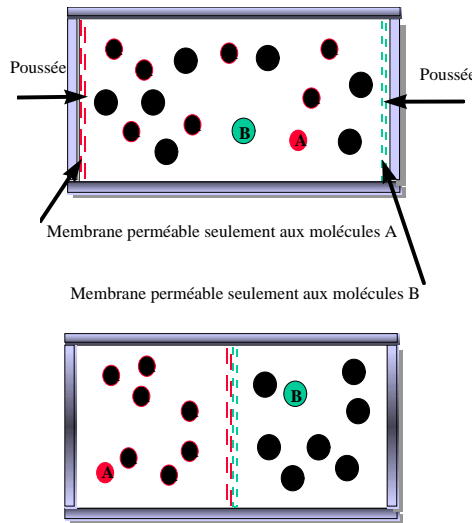 Poussée
Poussée
B
A
Membrane perméable seulement aux molécules A
Membrane perméable seulement aux molécules B
B
A